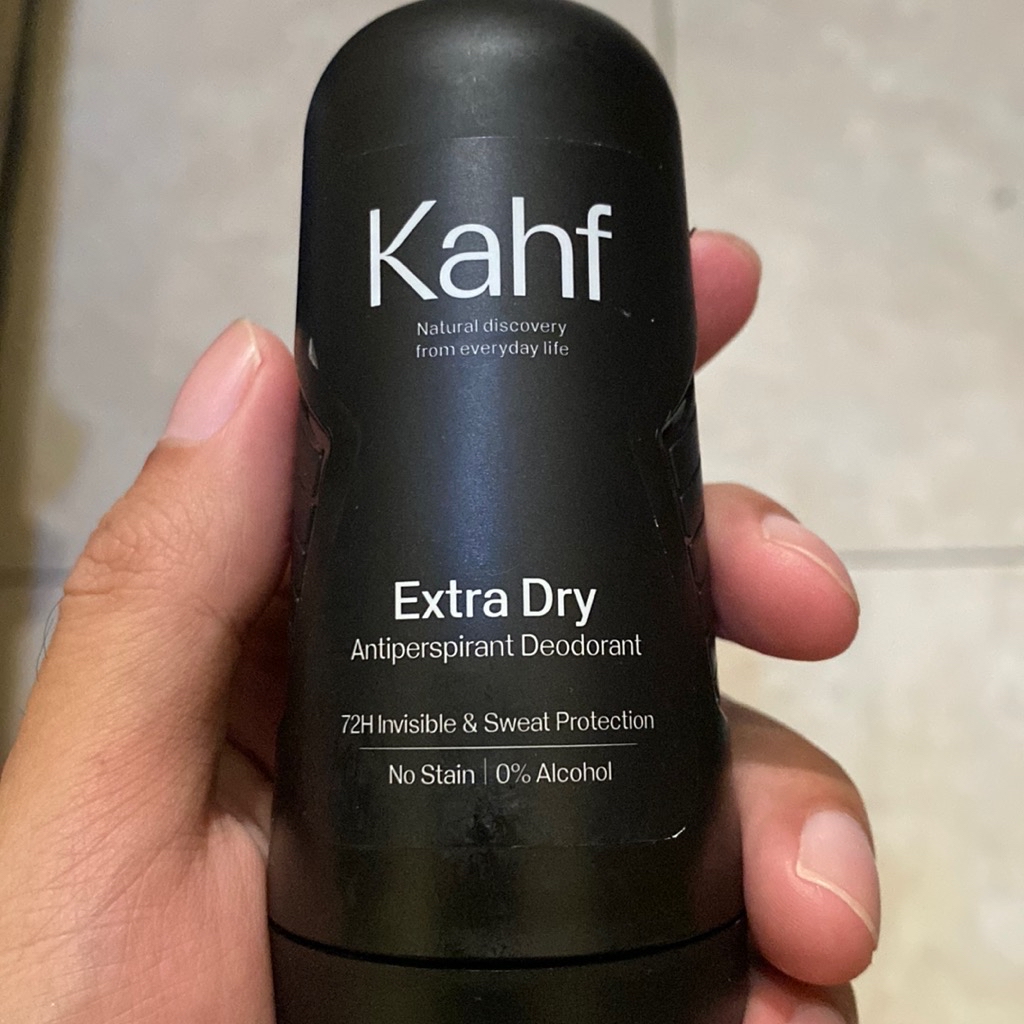 Kahf
Natural discovery
from everyday life
Extra Dry
Antiperspirant Deodorant
72H Invisible & Sweat Protection
No Stain | 0% Alcohol